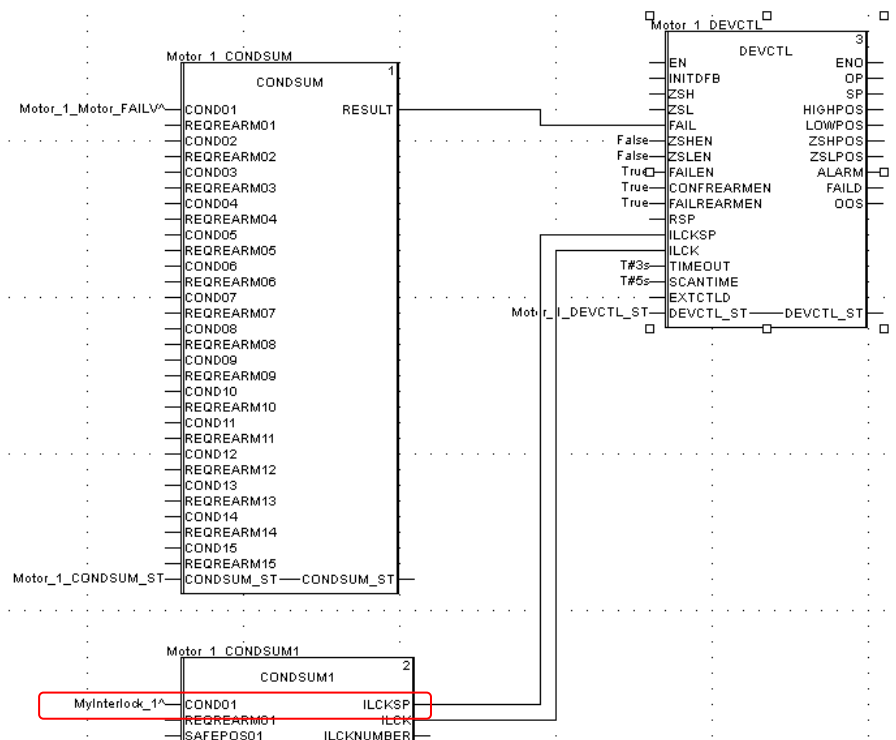 Motor_1_CONDSUM
1
CONDSUM
Motor_1_Motor_FAILV^ COND01 RESULT
REQREARM01
COND02
REQREARM02
COND03
REQREARM03
COND04
REQREARM04
COND05
REQREARM05
COND06
REQREARM06
COND07
REQREARM07
COND08
REQREARM08
COND09
REQREARM09
COND10
REQREARM10
COND11
REQREARM11
COND12
REQREARM12
COND13
REQREARM13
COND14
REQREARM14
COND15
REQREARM15
Motor_1_CONDSUM_ST CONDSUM_ST CONDSUM_ST
Motor_1_DEVCTL
3
DEVCTL
EN ENO
INITDFB OP
ZSH SP
ZSL HIGHPOS
FAIL LOWPOS
False ZSHEN ZSHPOS
False ZSLEN ZSLPOS
True FAILEN ALARM
True CONFREARMEN FAILD
True FAILREARMEN OOS
RSP
ILCKSP
ILCK
T#3s TIMEOUT
T#5s SCANTIME
EXTCTLD
Motor_1_DEVCTL_ST DEVCTL_ST DEVCTL_ST
Motor_1_CONDSUM1
2
CONDSUM1
MyInterlock_1^ COND01 ILCKSP
REQREARM01 ILCK
SAFEPOS01 ILCKNUMBER